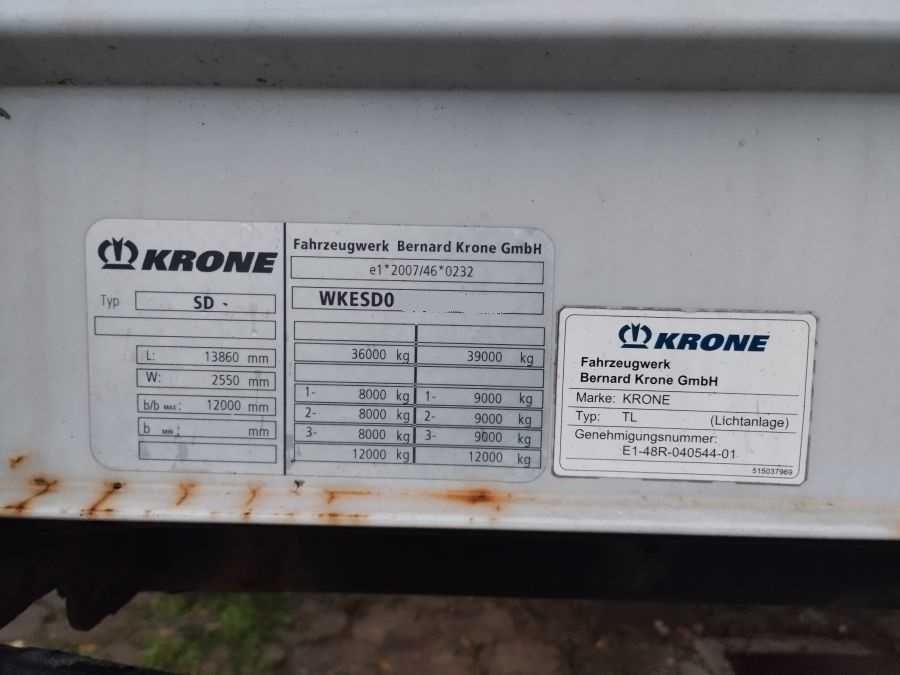 KRONE
Typ SD -
L: 13860 mm
W: 2550 mm
b/b MAX: 12000 mm
b MIN: mm
Fahrzeugwerk Bernard Krone GmbH
e1*2007/46*0232
WKESD0
36000 kg 39000 kg
1- 8000 kg 1- 9000 kg
2- 8000 kg 2- 9000 kg
3- 8000 kg 3- 9000 kg
12000 kg 12000 kg
KRONE
Fahrzeugwerk
Bernard Krone GmbH
Marke: KRONE
Typ: TL (Lichtanlage)
Genehmigungsnummer:
E1-48R-040544-01
515037969